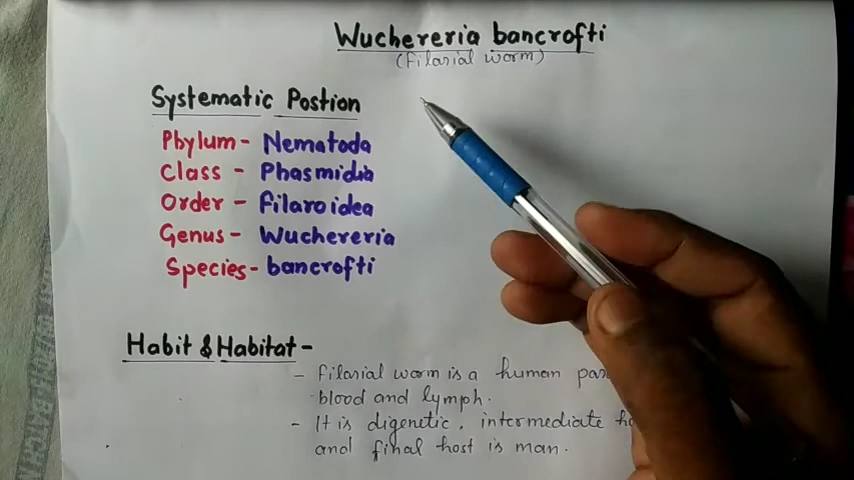 Wuchereria bancrofti
(Filarial worm)
Systematic Postion
Phylum- Nematoda
Class - Phasmidia
Order - Filaroidea
Genus- Wuchereria
Species- bancrofti
Habit & Habitat -
- Filarial worm is a human
blood and lymph.
- It is digenetic, intermediate
and final host is man.